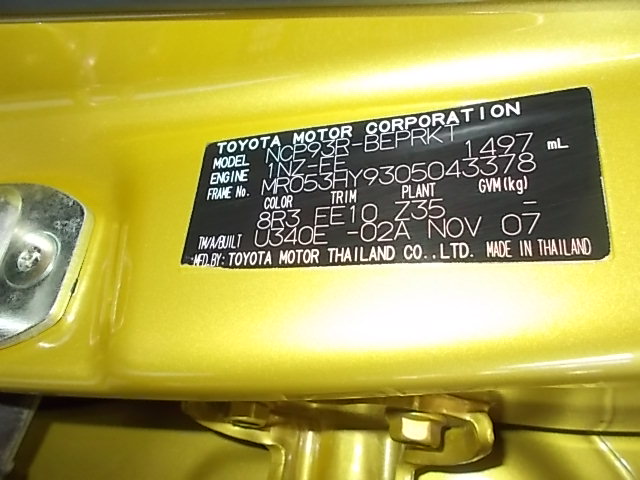 TOYOTA MOTOR CORPORATION
MODEL NCP93R-BEPRKT
ENGINE 1NZ-FE 1497 mL
FRAME No. MR053HY9305043378
COLOR TRIM PLANT GVM(kg)
8R3 FE10 Z35 -
TM/A/BUILT U340E -02A NOV 07
MFD BY: TOYOTA MOTOR THAILAND CO.,LTD. MADE IN THAILAND